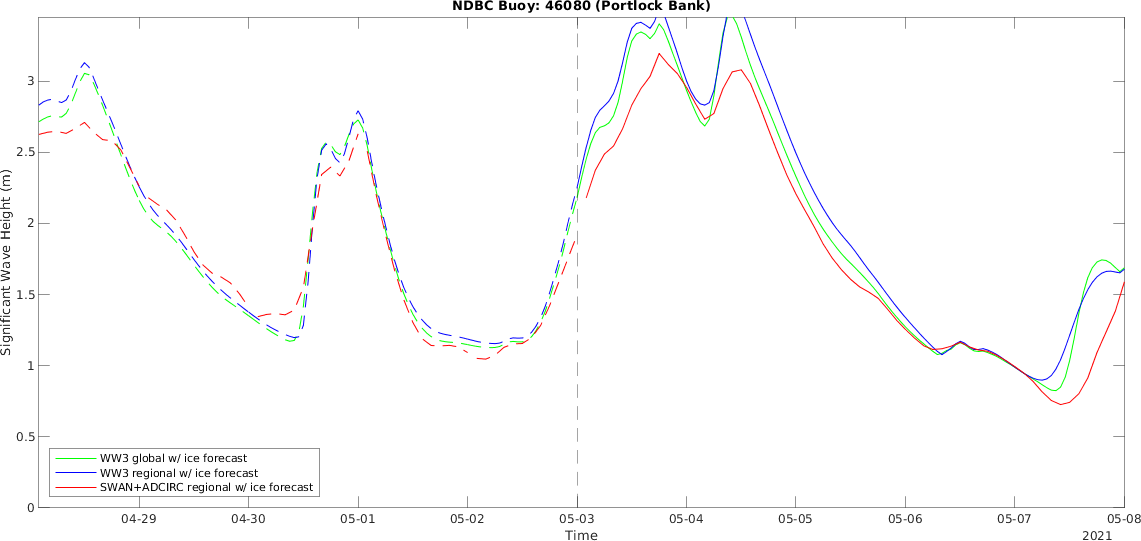 NDBC Buoy: 46080 (Portlock Bank)
Significant Wave Height (m)
3
2.5
2
1.5
1
0.5
0
WW3 global w/ ice forecast
WW3 regional w/ ice forecast
SWAN+ADCIRC regional w/ ice forecast
04-29 04-30 05-01 05-02 05-03 05-04 05-05 05-06 05-07 05-08
Time
2021